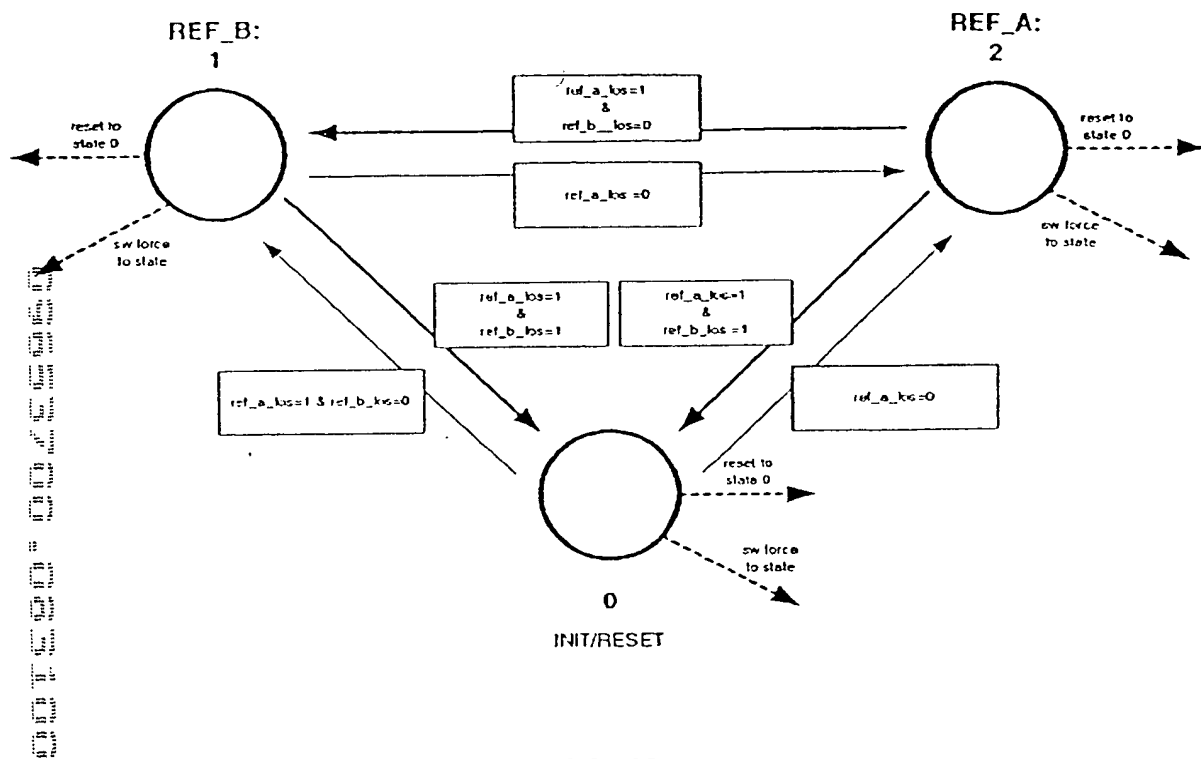 REF_B:
1
REF_A:
2
ref_a_los=1
&
ref_b_los=0
ref_a_los =0
reset to
state 0
sw force
to state
reset to
state 0
sw force
to state
ref_a_los=1
&
ref_b_los=1
ref_a_los=1
&
ref_b_los =1
ref_a_los=1 & ref_b_los=0
ref_a_los=0
reset to
state 0
sw force
to state
0
INIT/RESET